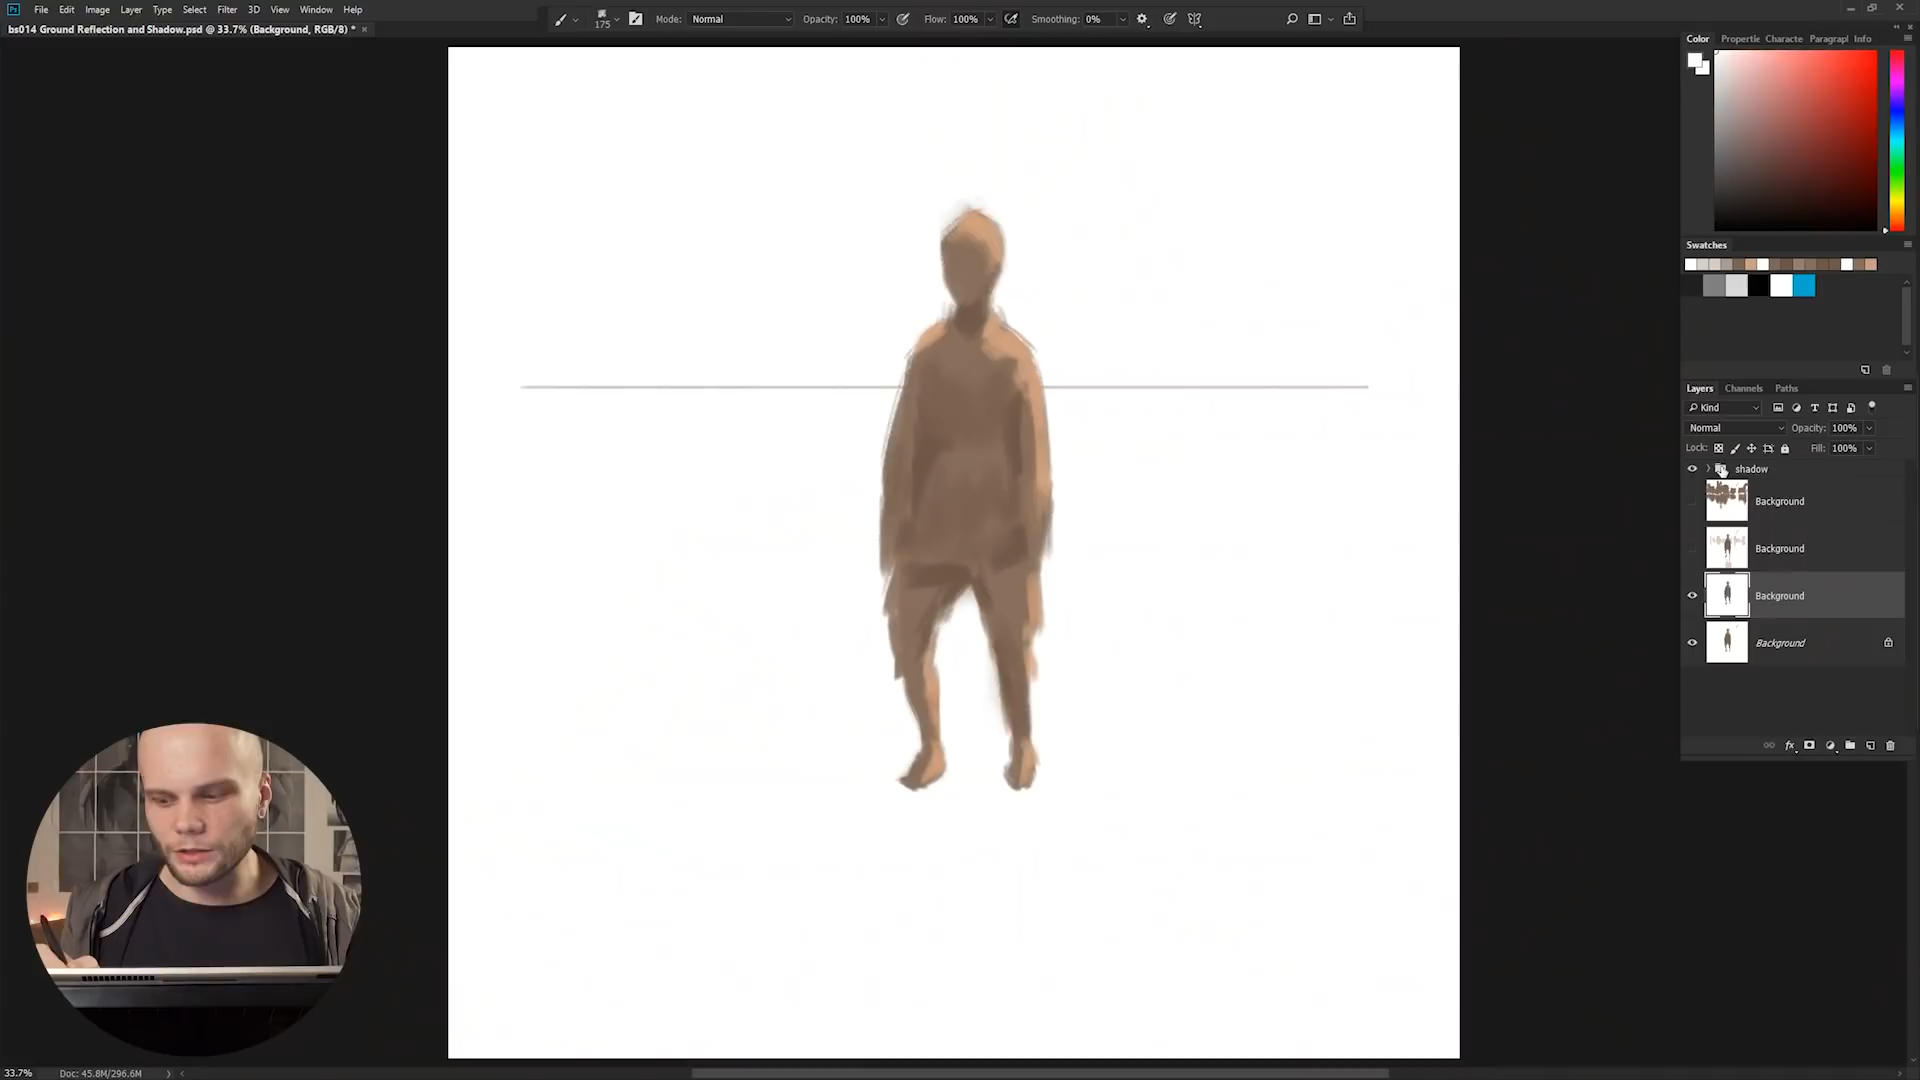 Ps File Edit Image Layer Type Select Filter 3D View Window Help
175 Mode: Normal Opacity: 100% Flow: 100% Smoothing: 0%
bs014 Ground Reflection and Shadow.psd @ 33.7% (Background, RGB/8) * ×
Color Propertie Characte Paragrapl Info
Swatches
Layers Channels Paths
Kind
Normal Opacity: 100%
Lock: Fill: 100%
shadow
Background
Background
Background
Background
fx
33.7% Doc: 45.8M/296.6M